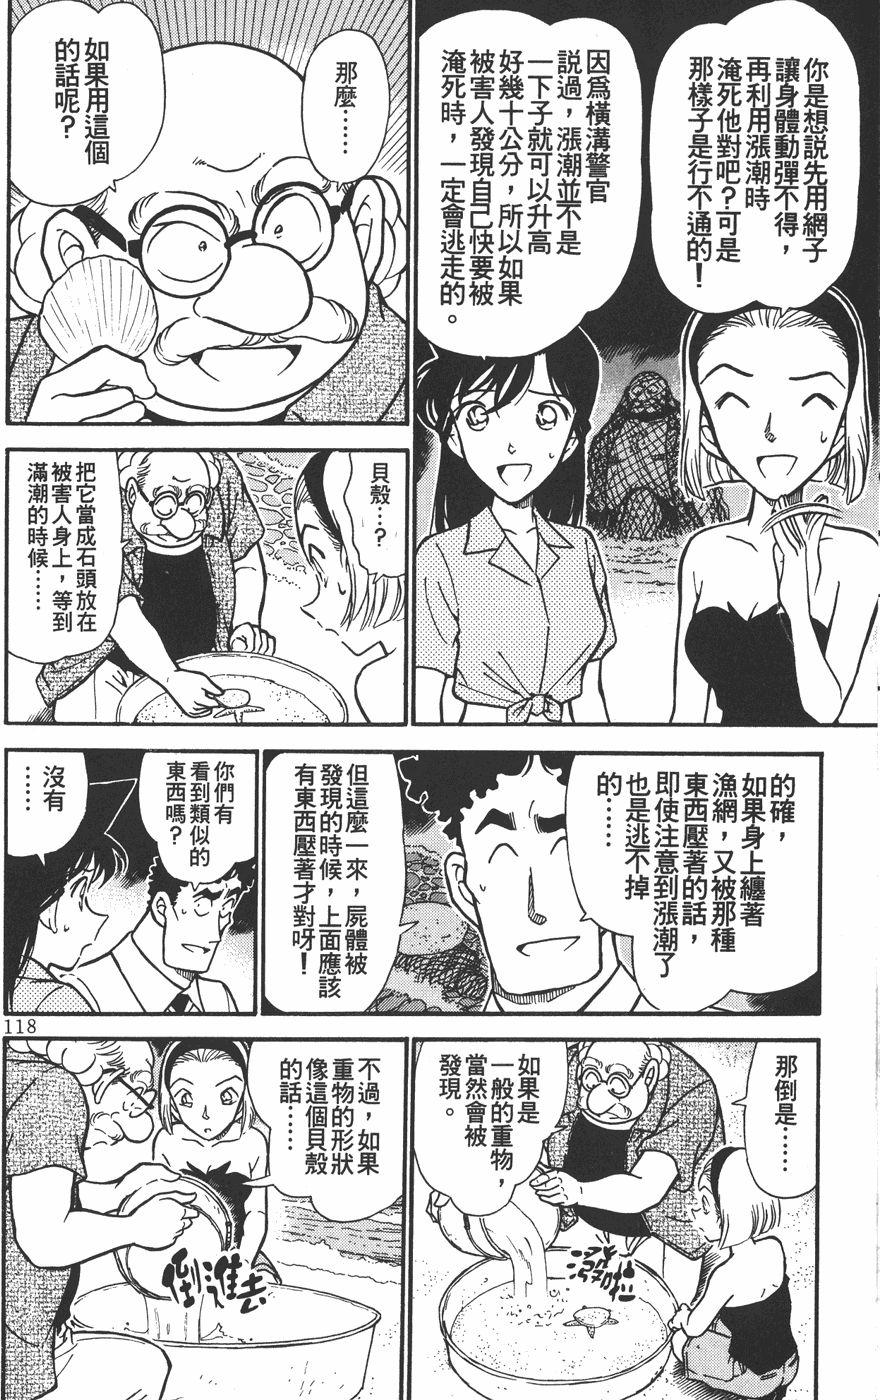 你是想說先用網子
讓身體動彈不得，
再利用漲潮時
淹死他對吧？可是
那樣子是行不通的！
因為橫溝警官
說過，漲潮並不是
一下子就可以升高
好幾十公分，所以如果
被害人發現自己快要被
淹死時，一定會逃走的。
那麼……
如果用這個
的話呢？
貝殼…？
把它當成石頭放在
被害人身上，等到
滿潮的時候……
的確，
如果身上纏著
漁網，又被那種
東西壓著的話，
即使注意到漲潮了
也是逃不掉
的……
但這麼一來，屍體被
發現的時候，上面應該
有東西壓著才對呀！
你們有
看到類似的
東西嗎？
沒有
……
118
那倒是……
如果是
一般的重物，
當然會被
發現。
嘩啦
不過，如果
重物的形狀
像這個貝殼
的話……
倒進去